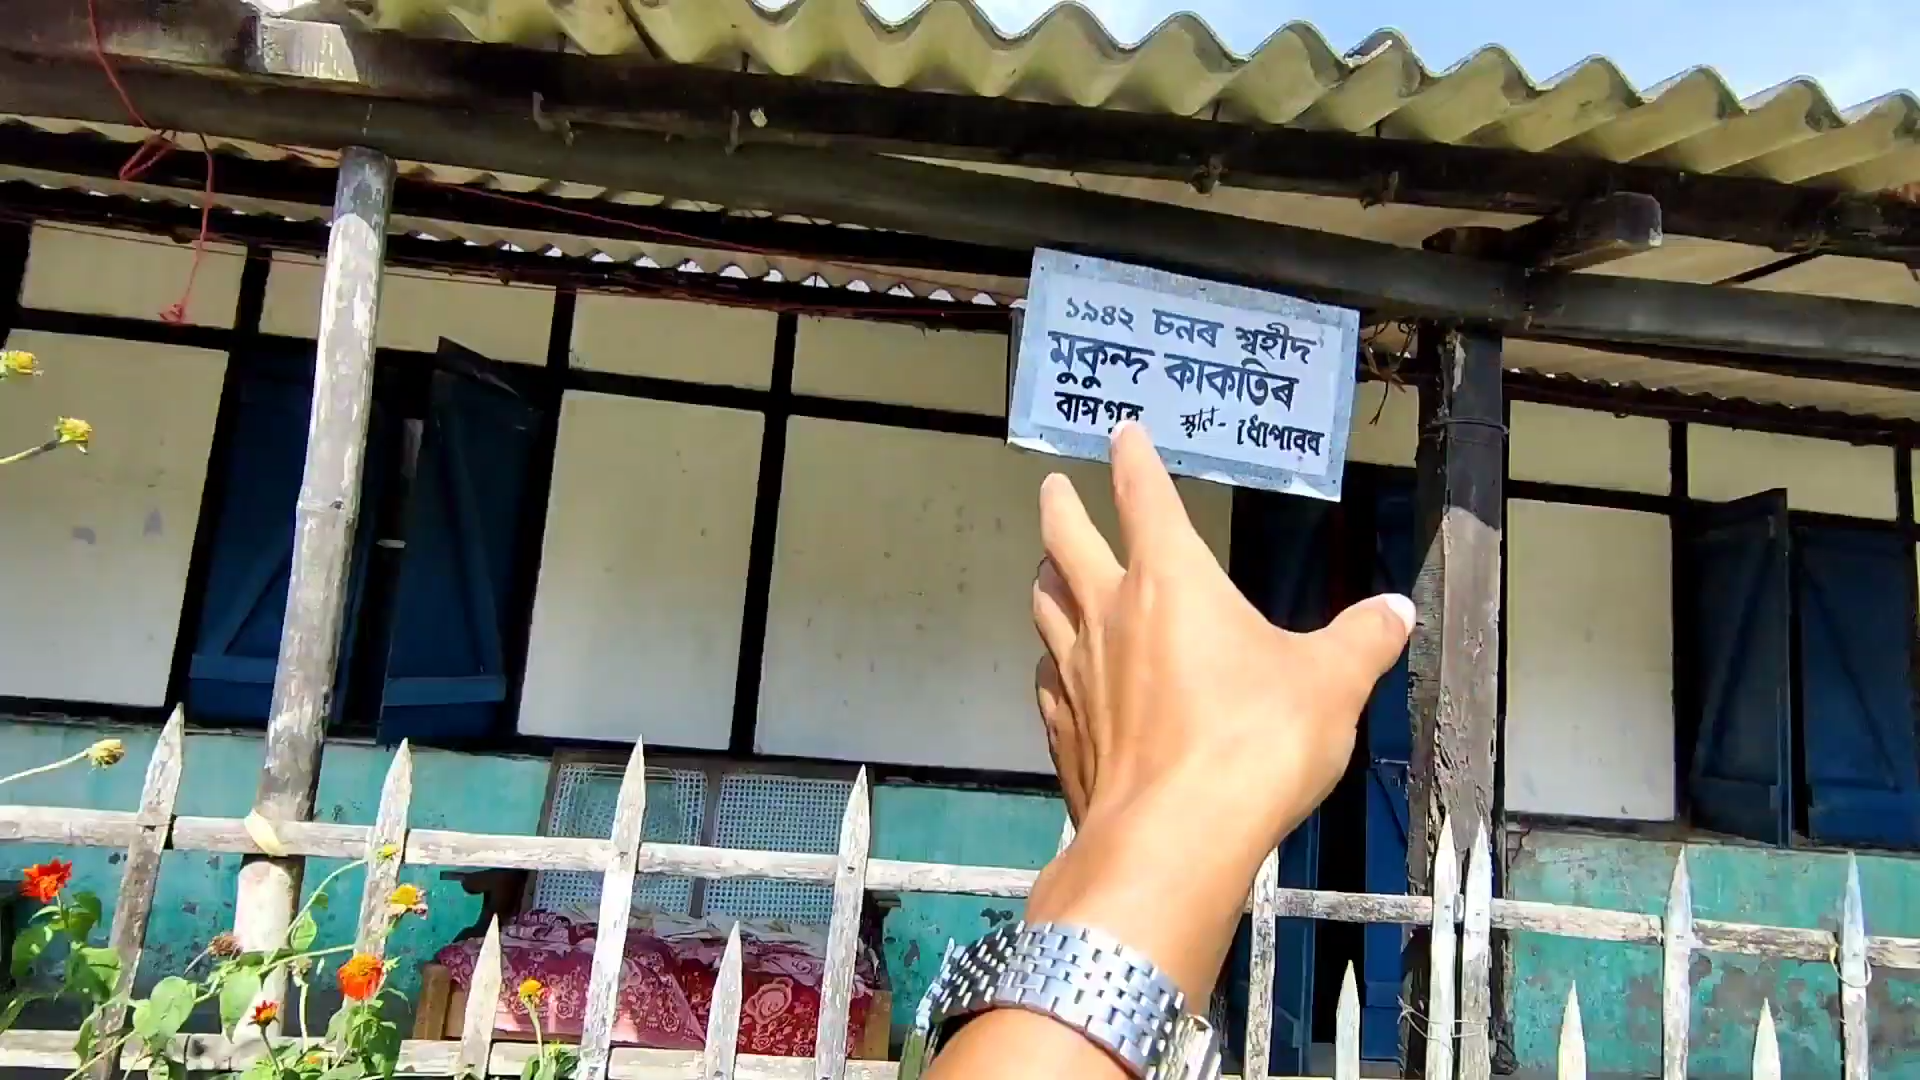 ১৯৪২ চনৰ শ্বহীদ
মুকুন্দ কাকতিৰ
বাসগৃহ স্থান- ধোপাবৰ